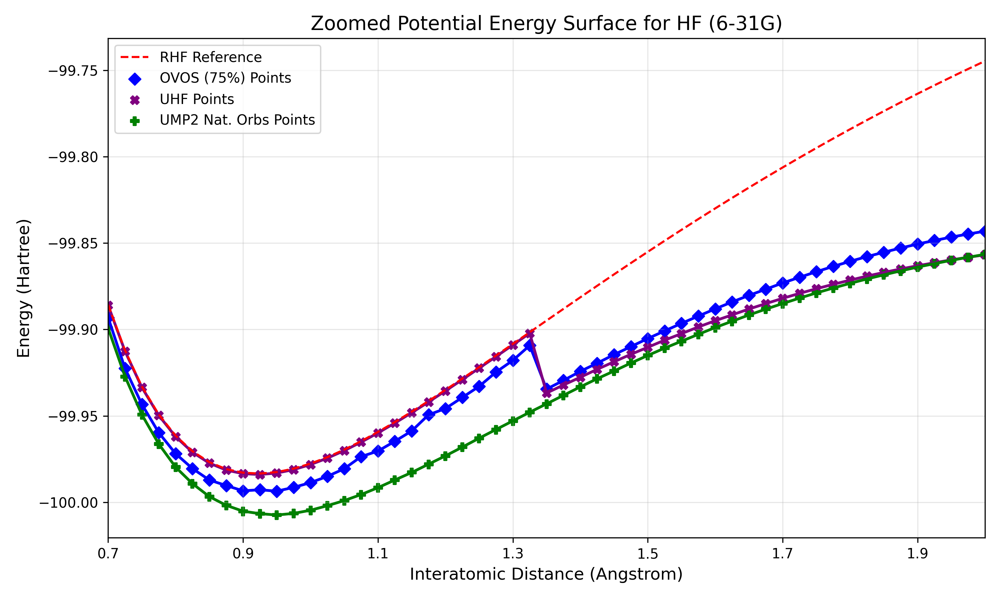 Zoomed Potential Energy Surface for HF (6-31G)
RHF Reference
OVOS (75%) Points
UHF Points
UMP2 Nat. Orbs Points
−99.75
−99.80
−99.85
−99.90
−99.95
−100.00
Energy (Hartree)
0.7 0.9 1.1 1.3 1.5 1.7 1.9
Interatomic Distance (Angstrom)